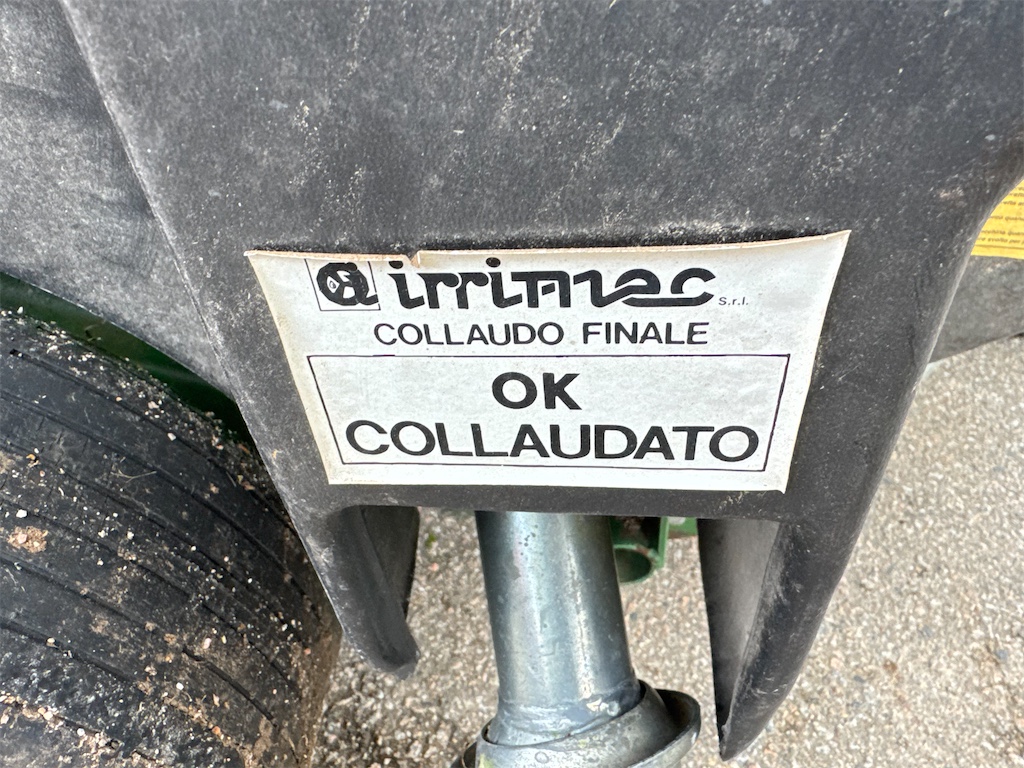 irrimec s.r.l.
COLLAUDO FINALE
OK
COLLAUDATO